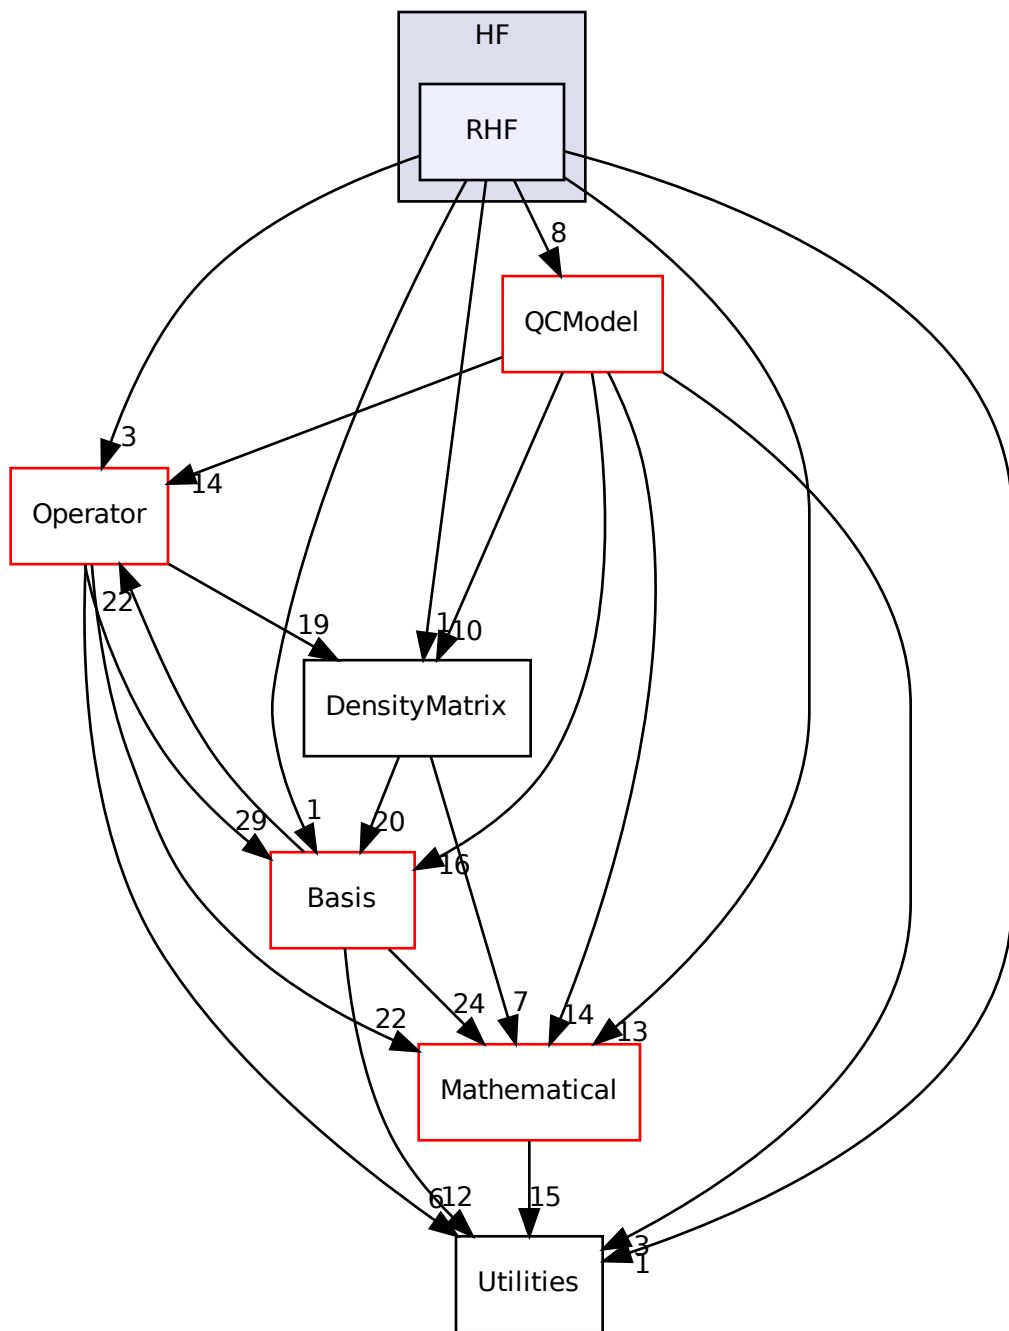 HF
RHF
8
QCModel
3
14
Operator
22
19
1
10
DensityMatrix
29
1
20
16
Basis
22
24
7
14
13
Mathematical
6
12
15
3
1
Utilities